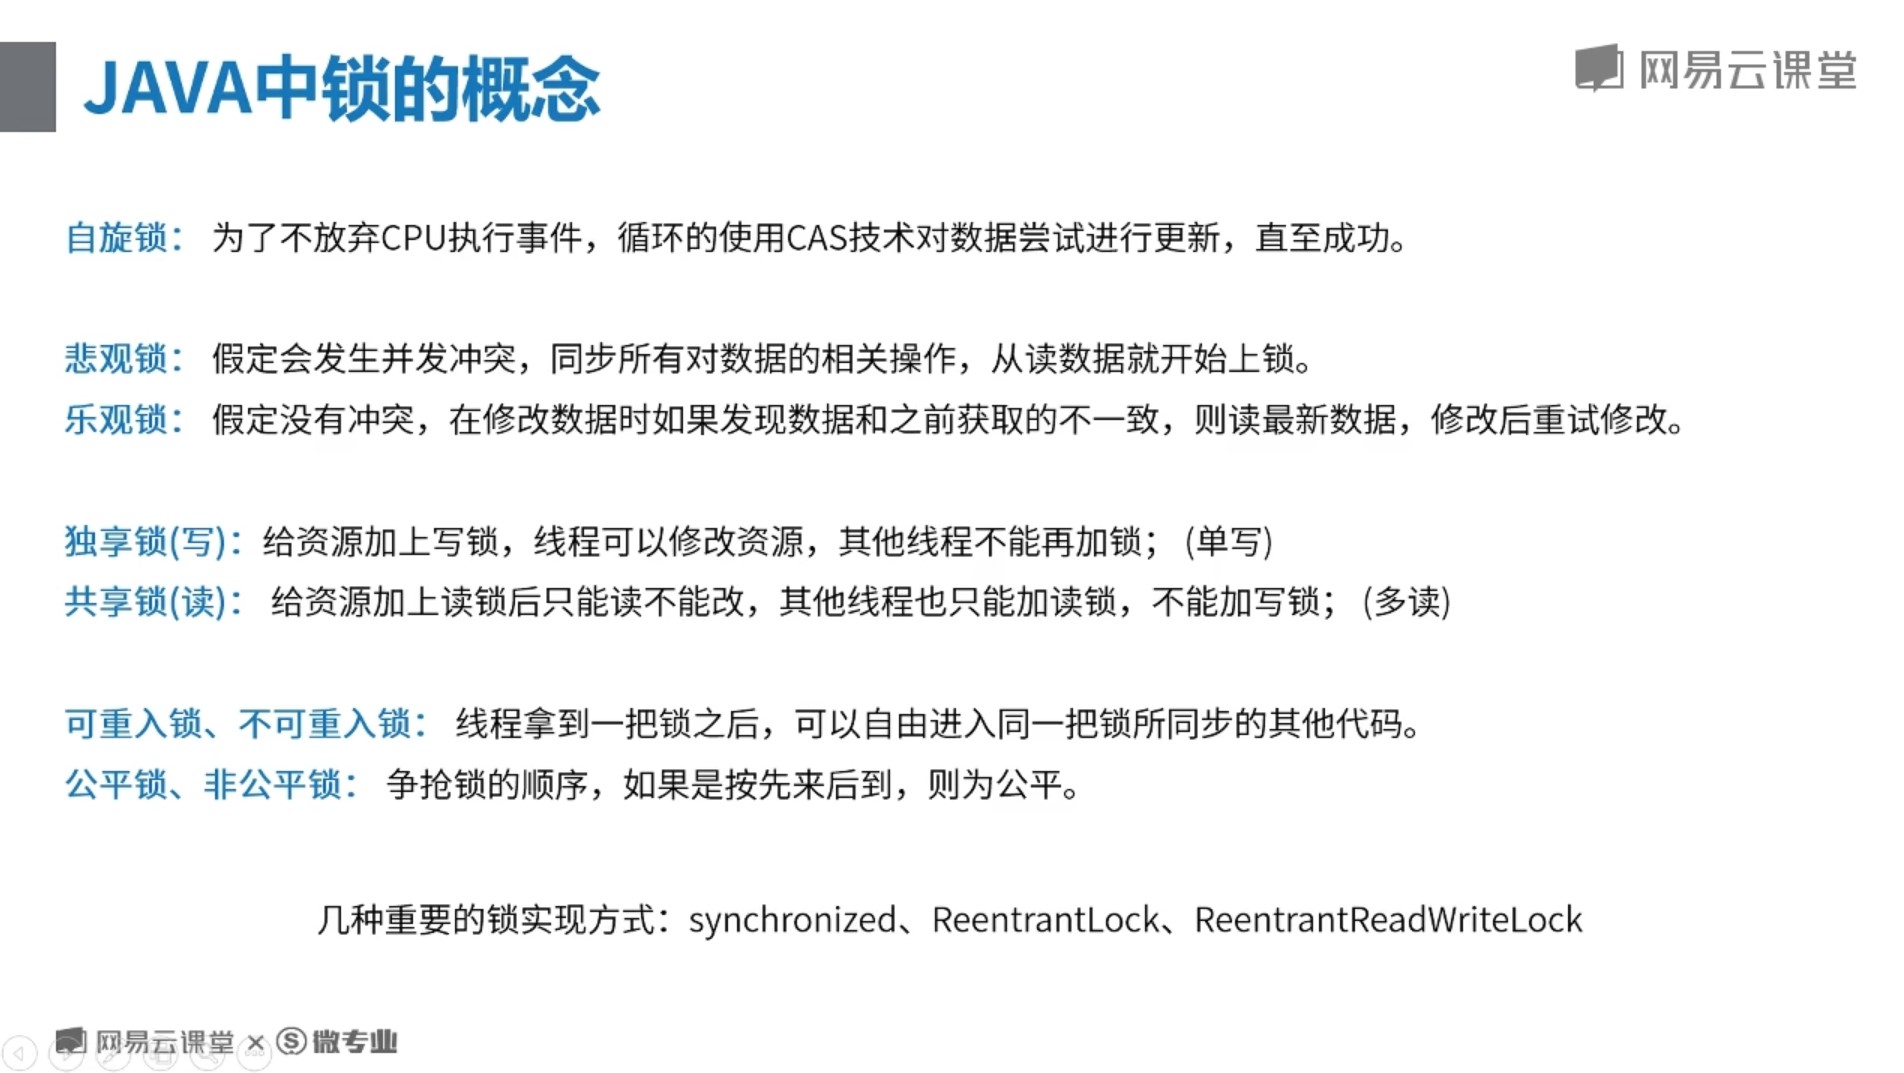 JAVA中锁的概念
网易云课堂
自旋锁： 为了不放弃CPU执行事件，循环的使用CAS技术对数据尝试进行更新，直至成功。
悲观锁： 假定会发生并发冲突，同步所有对数据的相关操作，从读数据就开始上锁。
乐观锁： 假定没有冲突，在修改数据时如果发现数据和之前获取的不一致，则读最新数据，修改后重试修改。
独享锁(写)：给资源加上写锁，线程可以修改资源，其他线程不能再加锁； (单写)
共享锁(读)： 给资源加上读锁后只能读不能改，其他线程也只能加读锁，不能加写锁； (多读)
可重入锁、不可重入锁： 线程拿到一把锁之后，可以自由进入同一把锁所同步的其他代码。
公平锁、非公平锁： 争抢锁的顺序，如果是按先来后到，则为公平。
几种重要的锁实现方式：synchronized、ReentrantLock、ReentrantReadWriteLock
网易云课堂 × Ⓢ微专业